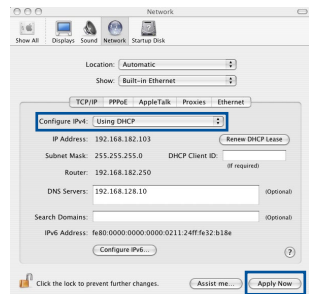 Network
Show All Displays Sound Network Startup Disk
Location: Automatic
Show: Built-in Ethernet
TCP/IP PPPoE AppleTalk Proxies Ethernet
Configure IPv4: Using DHCP
IP Address: 192.168.182.103 Renew DHCP Lease
Subnet Mask: 255.255.255.0 DHCP Client ID:
(If required)
Router: 192.168.182.250
DNS Servers: 192.168.128.10 (Optional)
Search Domains: (Optional)
IPv6 Address: fe80:0000:0000:0000:0211:24ff:fe32:b18e
Configure IPv6... ?
Click the lock to prevent further changes. Assist me... Apply Now